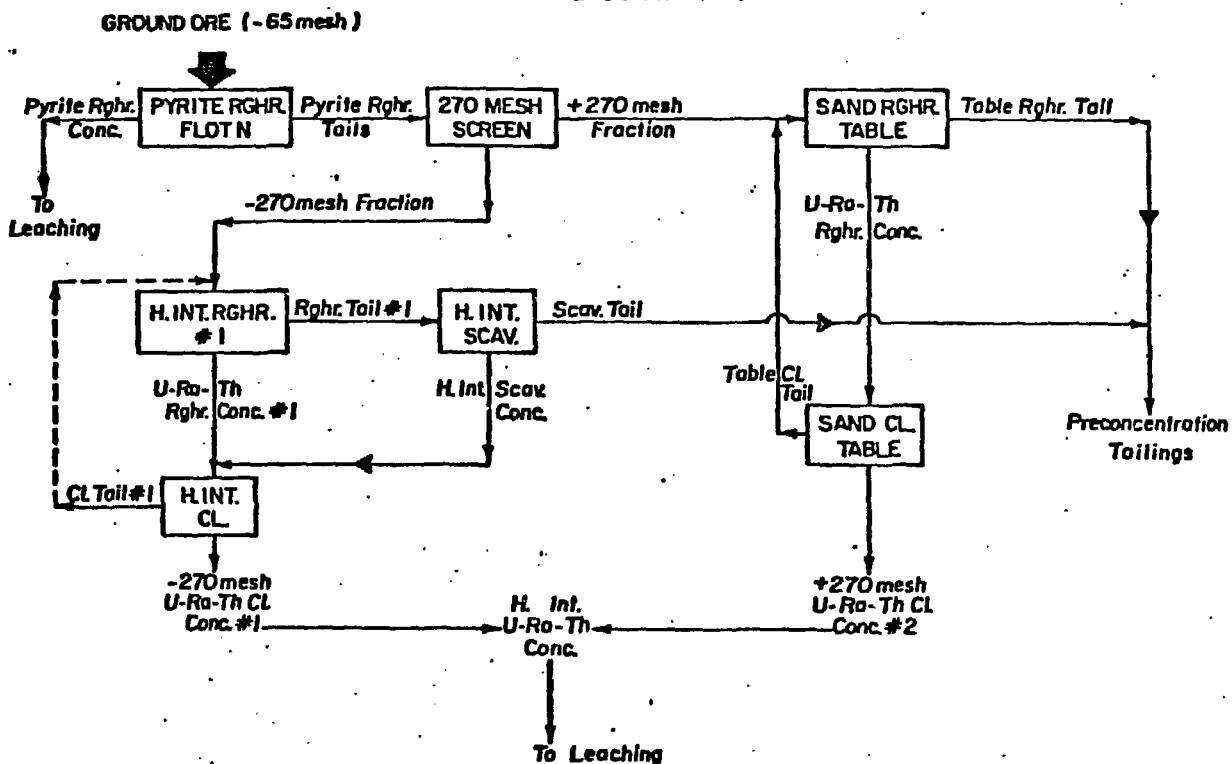 GROUND ORE (-65 mesh)
Pyrite Rghr.
Conc.
PYRITE RGHR.
FLOT N
Pyrite Rghr.
Tails
270 MESH
SCREEN
+270 mesh
Fraction
SAND RGHR.
TABLE
Table Rghr. Tail
To
Leaching
-270 mesh Fraction
U-Ra-Th
Rghr. Conc.
H. INT. RGHR.
#1
Rghr. Tail #1
H. INT.
SCAV.
Scav. Tail
U-Ra-Th
Rghr. Conc. #1
H. Int Scav.
Conc.
Table CL
Tail
SAND CL.
TABLE
Preconcentration
Tailings
CL Tail #1
H. INT.
CL.
-270 mesh
U-Ra-Th CL
Conc. #1
H. Int.
U-Ra-Th
Conc.
+270 mesh
U-Ra-Th CL
Conc. #2
To Leaching